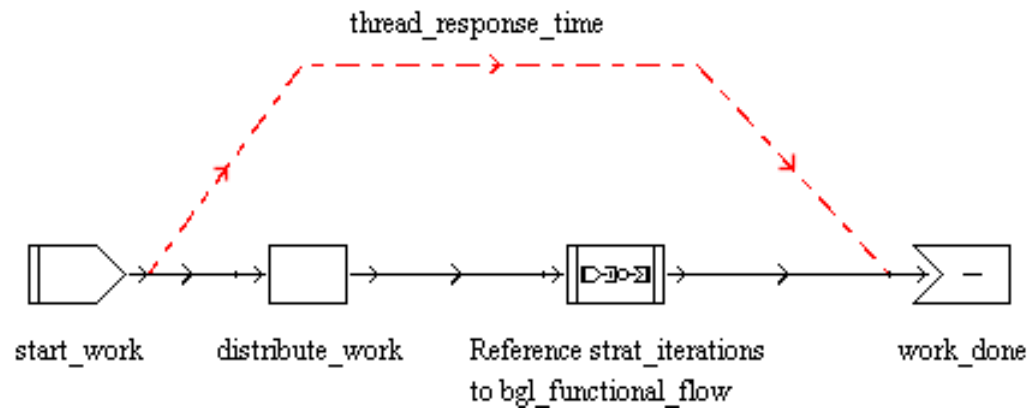 thread_response_time
start_work
distribute_work
Reference strat_iterations
to bgl_functional_flow
work_done